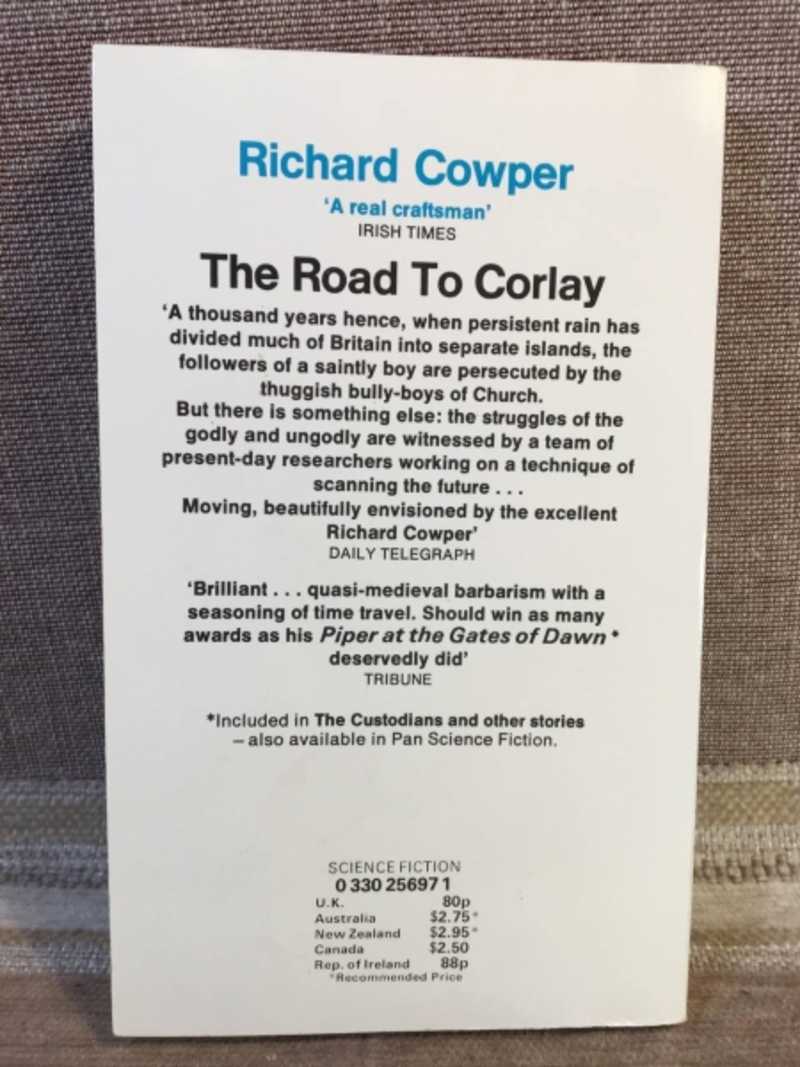 Richard Cowper
‘A real craftsman’
IRISH TIMES
The Road To Corlay
‘A thousand years hence, when persistent rain has
divided much of Britain into separate islands, the
followers of a saintly boy are persecuted by the
thuggish bully-boys of Church.
But there is something else: the struggles of the
godly and ungodly are witnessed by a team of
present-day researchers working on a technique of
scanning the future . . .
Moving, beautifully envisioned by the excellent
Richard Cowper’
DAILY TELEGRAPH
‘Brilliant . . . quasi-medieval barbarism with a
seasoning of time travel. Should win as many
awards as his Piper at the Gates of Dawn*
deservedly did’
TRIBUNE
*Included in The Custodians and other stories
– also available in Pan Science Fiction.
SCIENCE FICTION
0 330 25697 1
U.K. 80p
Australia $2.75*
New Zealand $2.95*
Canada $2.50
Rep. of Ireland 88p
*Recommended Price